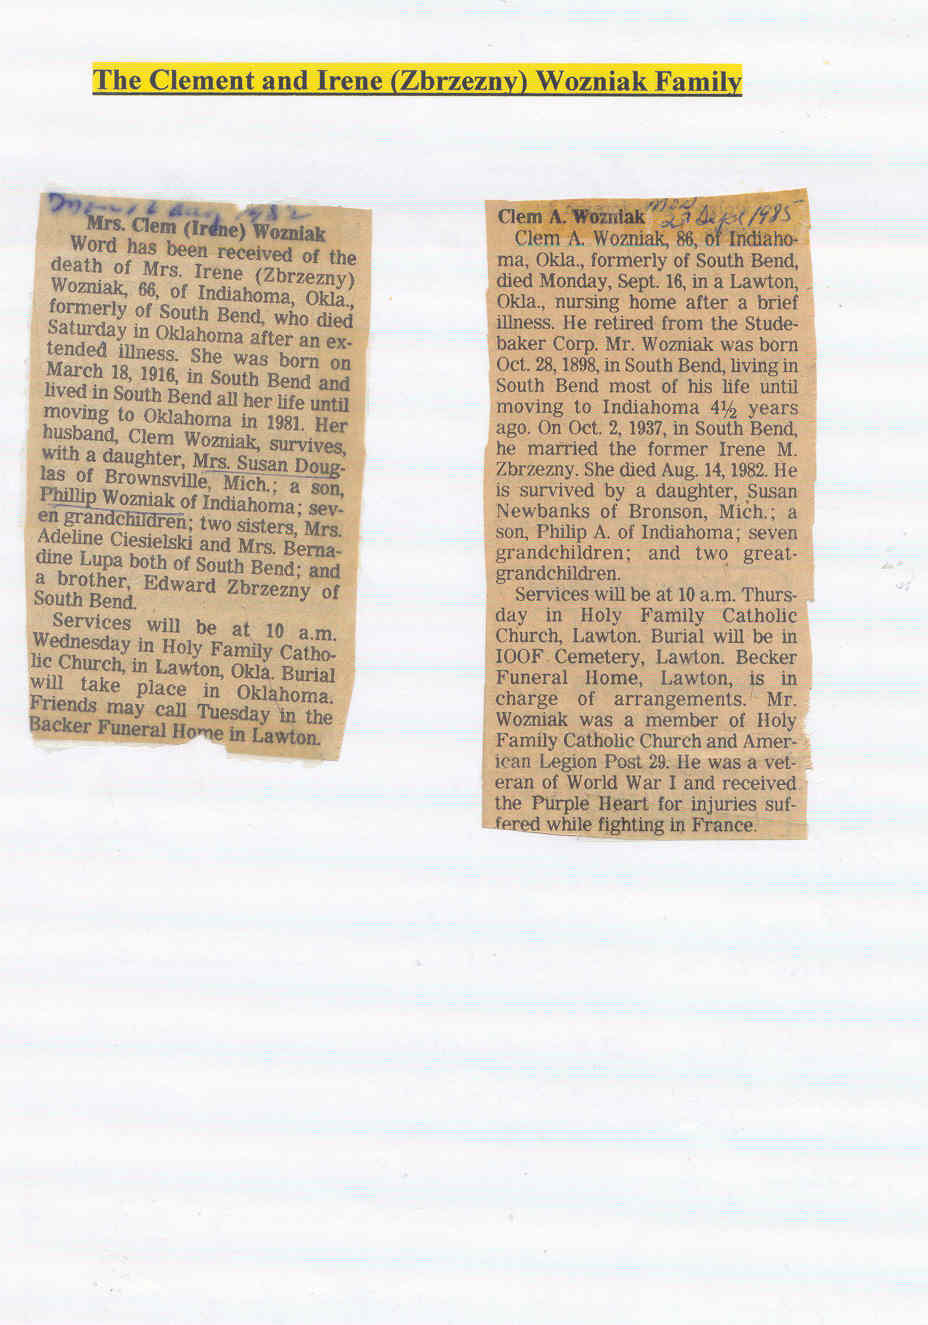 The Clement and Irene (Zbrzezny) Wozniak Family
Aug 1982
Mrs. Clem (Irene) Wozniak
Word has been received of the
death of Mrs. Irene (Zbrzezny)
Wozniak, 66, of Indiahoma, Okla.,
formerly of South Bend, who died
Saturday in Oklahoma after an ex-
tended illness. She was born on
March 18, 1916, in South Bend and
lived in South Bend all her life until
moving to Oklahoma in 1981. Her
husband, Clem Wozniak, survives,
with a daughter, Mrs. Susan Doug-
las of Brownsville, Mich.; a son,
Phillip Wozniak of Indiahoma; sev-
en grandchildren; two sisters, Mrs.
Adeline Ciesielski and Mrs. Berna-
dine Lupa both of South Bend; and
a brother, Edward Zbrzezny of
South Bend.
Services will be at 10 a.m.
Wednesday in Holy Family Catho-
lic Church, in Lawton, Okla. Burial
will take place in Oklahoma.
Friends may call Tuesday in the
Backer Funeral Home in Lawton.
Sept 1985
Clem A. Wozniak
Clem A. Wozniak, 86, of Indiaho-
ma, Okla., formerly of South Bend,
died Monday, Sept. 16, in a Lawton,
Okla., nursing home after a brief
illness. He retired from the Stude-
baker Corp. Mr. Wozniak was born
Oct. 28, 1898, in South Bend, living in
South Bend most of his life until
moving to Indiahoma 4½ years
ago. On Oct. 2, 1937, in South Bend,
he married the former Irene M.
Zbrzezny. She died Aug. 14, 1982. He
is survived by a daughter, Susan
Newbanks of Bronson, Mich.; a
son, Philip A. of Indiahoma; seven
grandchildren; and two great-
grandchildren.
Services will be at 10 a.m. Thurs-
day in Holy Family Catholic
Church, Lawton. Burial will be in
IOOF Cemetery, Lawton. Becker
Funeral Home, Lawton, is in
charge of arrangements. Mr.
Wozniak was a member of Holy
Family Catholic Church and Amer-
ican Legion Post 29. He was a vet-
eran of World War I and received
the Purple Heart for injuries suf-
fered while fighting in France.